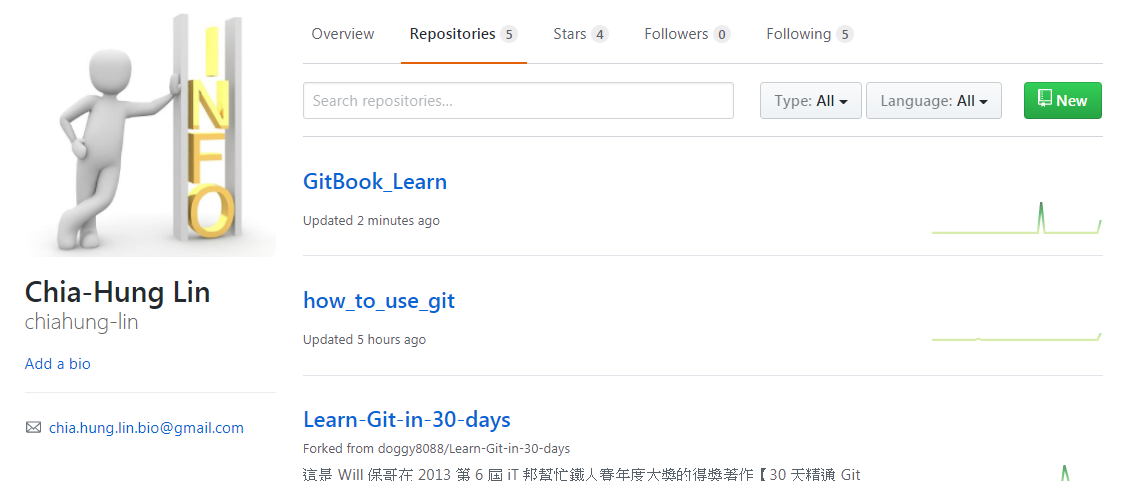 INFO
Overview Repositories 5 Stars 4 Followers 0 Following 5
Search repositories... Type: All Language: All New
GitBook_Learn
Updated 2 minutes ago
Chia-Hung Lin
chiahung-lin
Add a bio
chia.hung.lin.bio@gmail.com
how_to_use_git
Updated 5 hours ago
Learn-Git-in-30-days
Forked from doggy8088/Learn-Git-in-30-days
這是 Will 保哥在 2013 第 6 屆 iT 邦幫忙鐵人賽年度大獎的得獎著作【30 天精通 Git